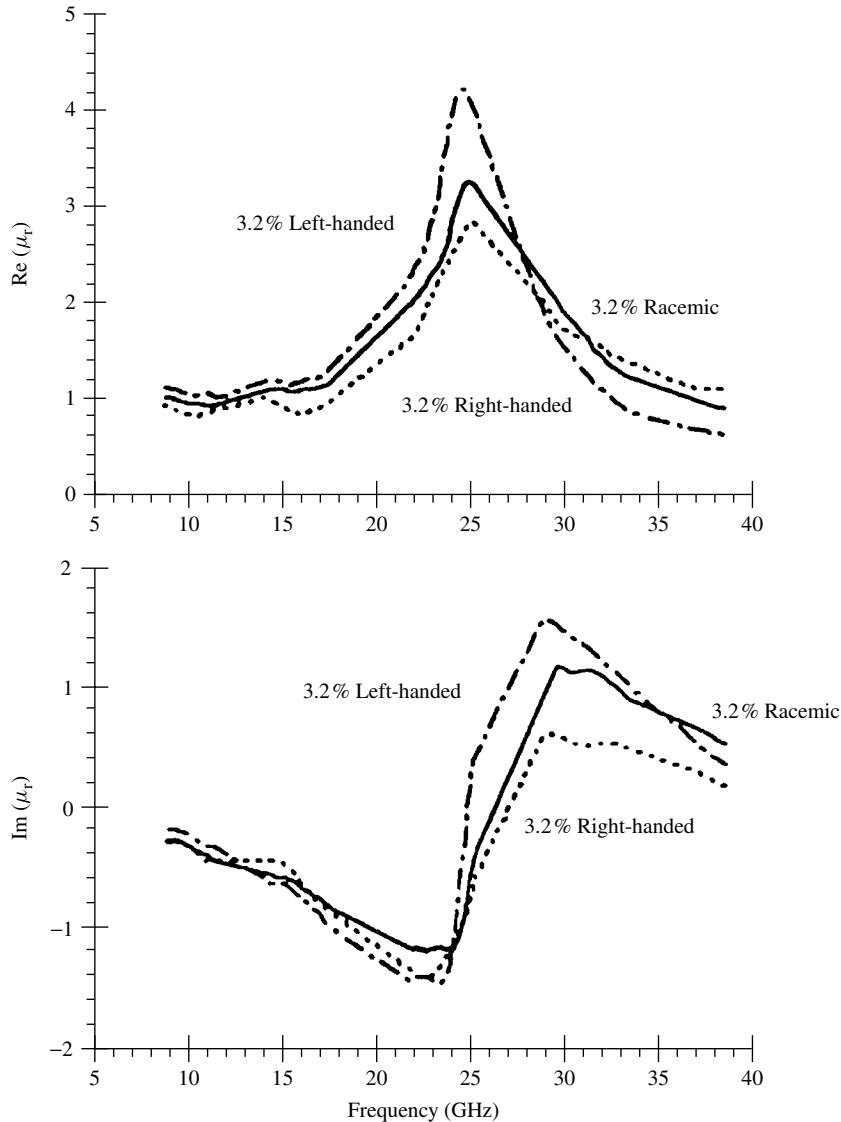 5
4
3
2
1
0
Re (μr)
3.2% Left-handed
3.2% Racemic
3.2% Right-handed
5 10 15 20 25 30 35 40
2
1
0
−1
−2
Im (μr)
3.2% Left-handed
3.2% Racemic
3.2% Right-handed
5 10 15 20 25 30 35 40
Frequency (GHz)